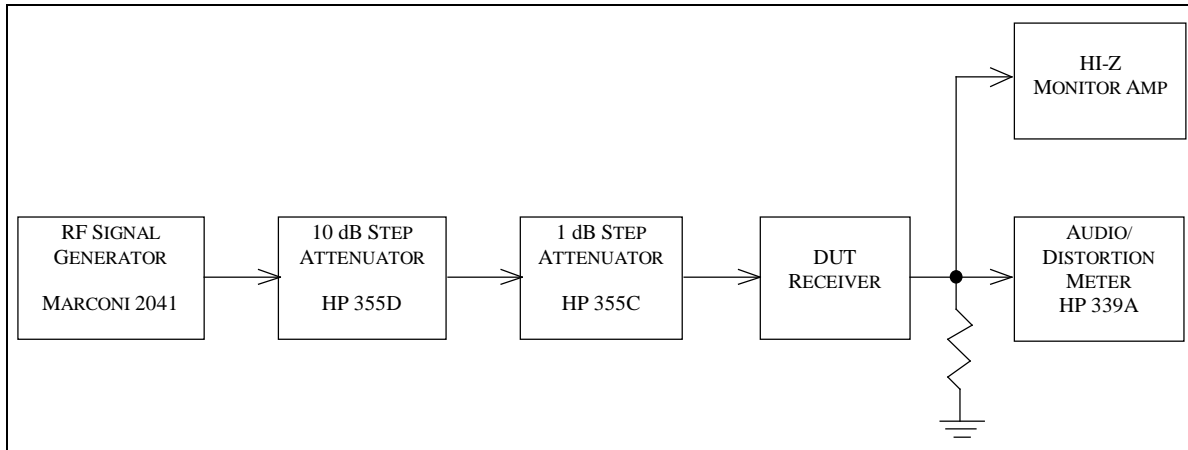 HI-Z
MONITOR AMP
RF SIGNAL
GENERATOR
MARCONI 2041
10 dB STEP
ATTENUATOR
HP 355D
1 dB STEP
ATTENUATOR
HP 355C
DUT
RECEIVER
AUDIO/
DISTORTION
METER
HP 339A